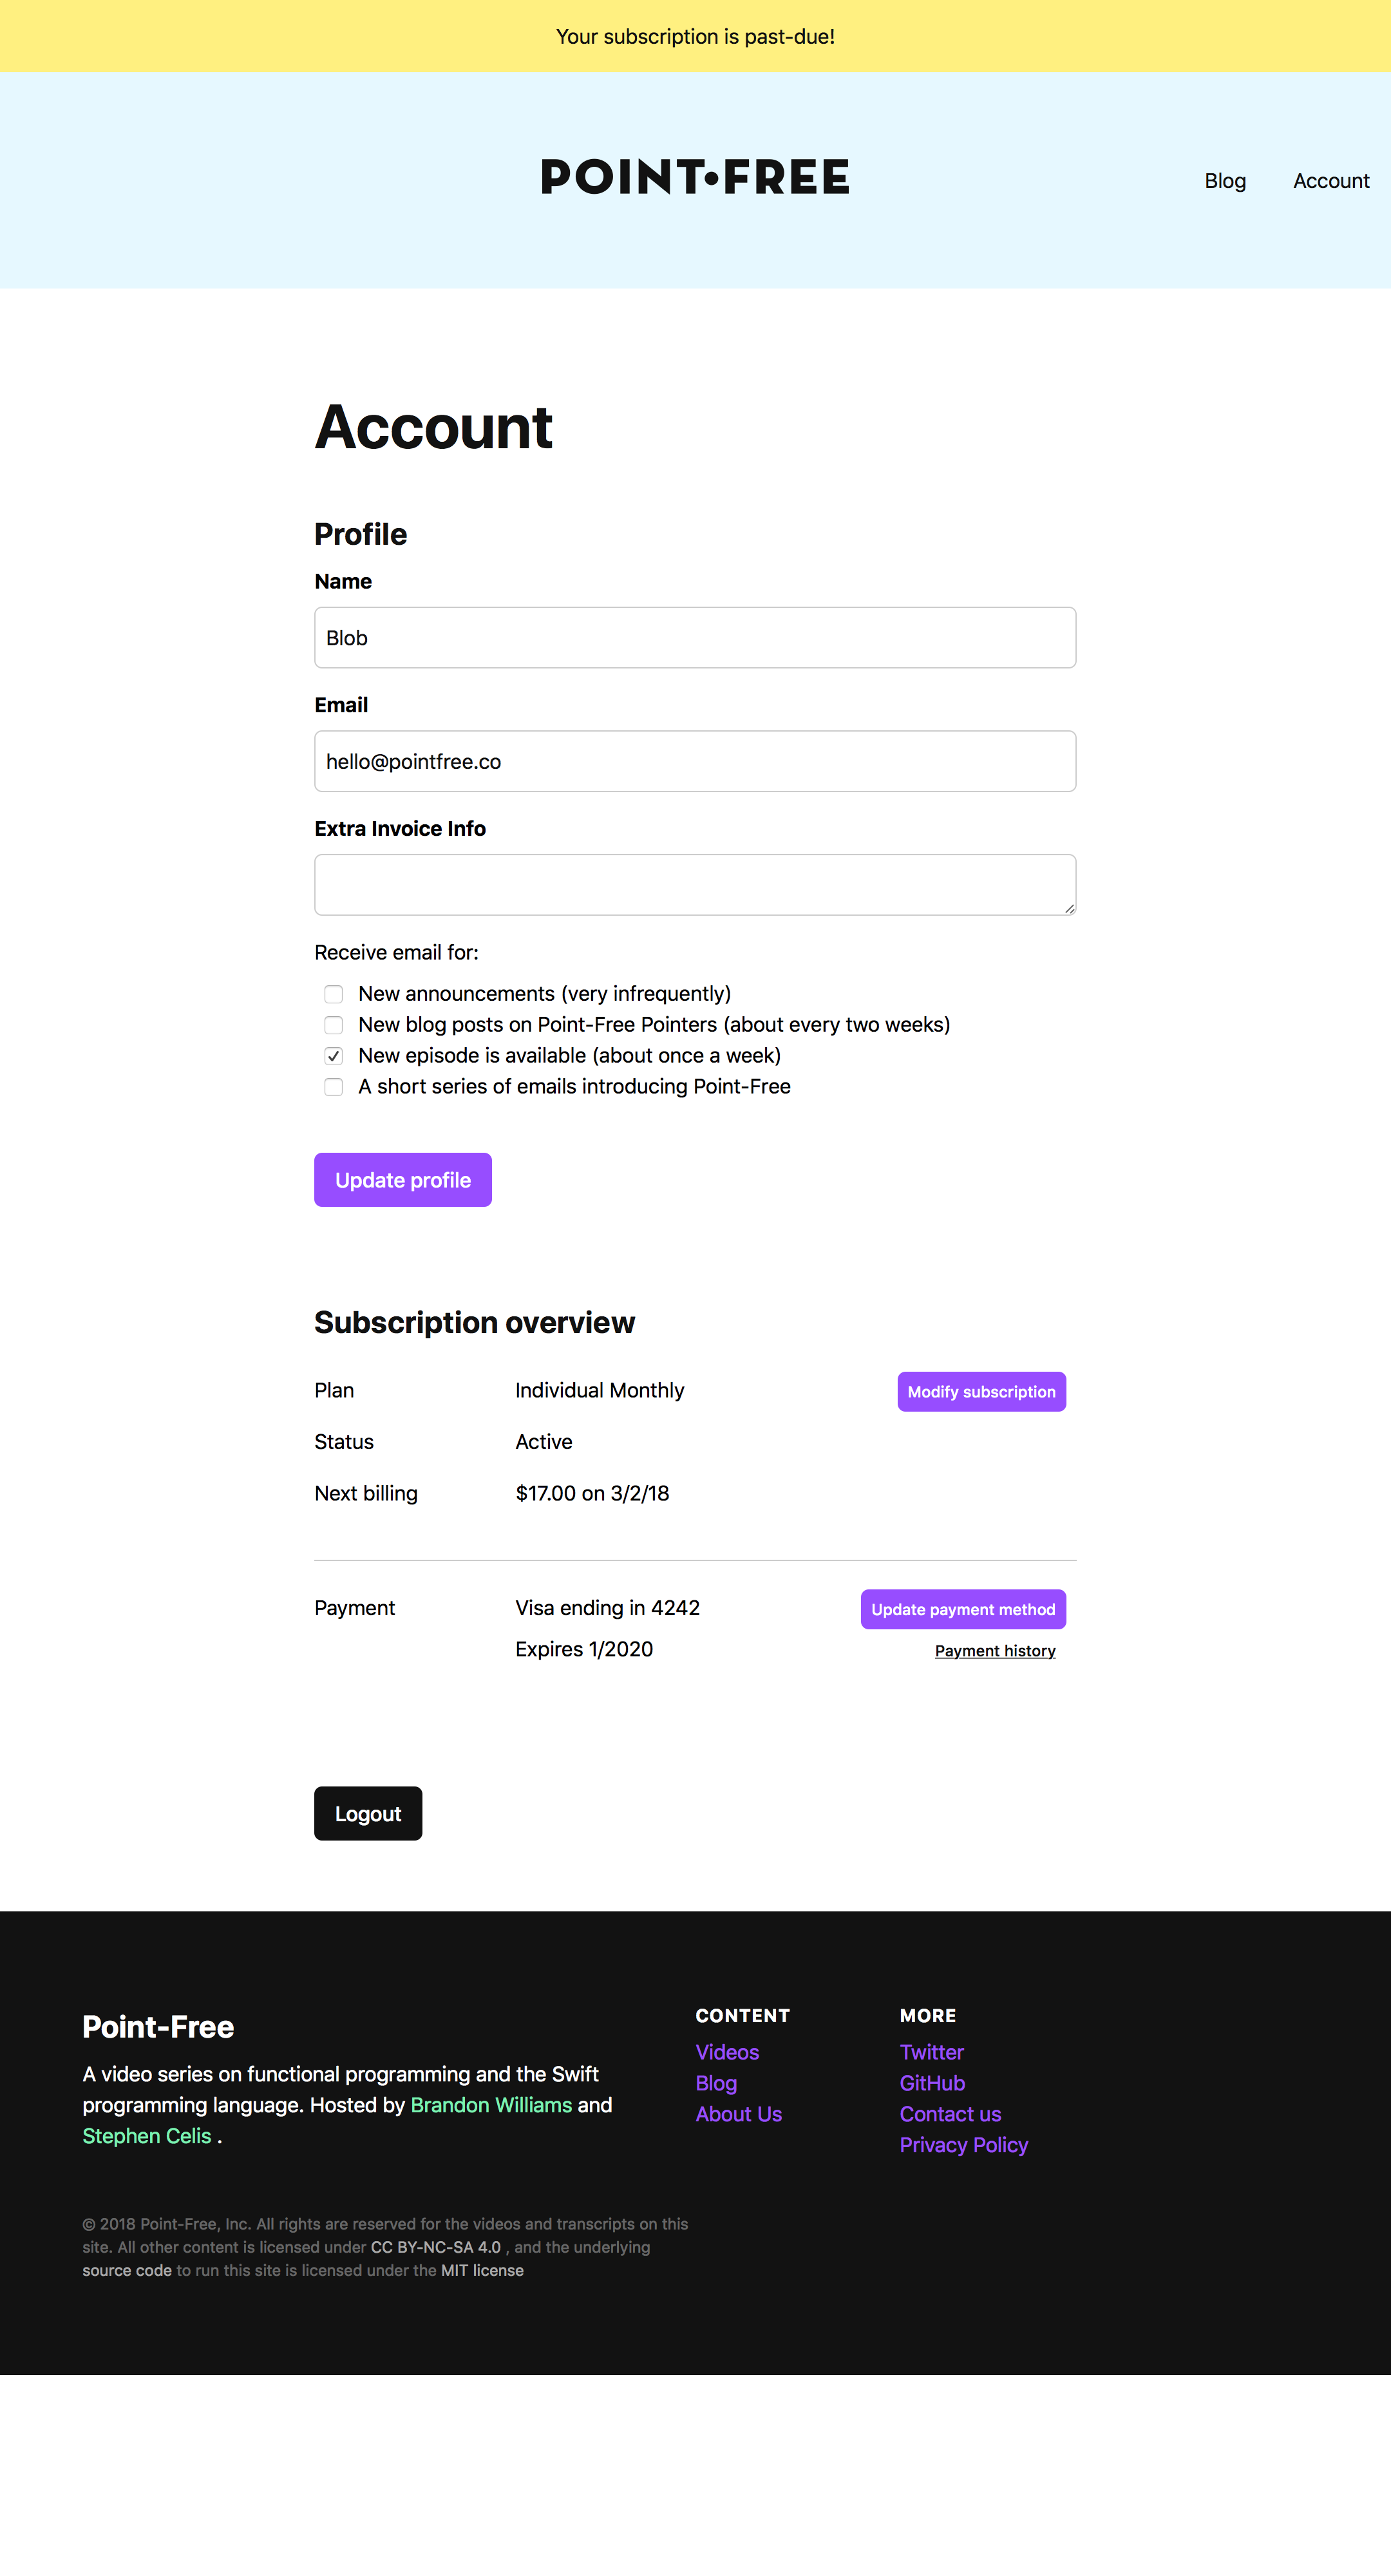 Your subscription is past-due!
POINT•FREE
Blog Account
Account
Profile
Name
Blob
Email
hello@pointfree.co
Extra Invoice Info
Receive email for:
New announcements (very infrequently)
New blog posts on Point-Free Pointers (about every two weeks)
New episode is available (about once a week)
A short series of emails introducing Point-Free
Update profile
Subscription overview
Plan Individual Monthly Modify subscription
Status Active
Next billing $17.00 on 3/2/18
Payment Visa ending in 4242 Update payment method
Expires 1/2020 Payment history
Logout
Point-Free
A video series on functional programming and the Swift
programming language. Hosted by Brandon Williams and
Stephen Celis .
CONTENT
Videos
Blog
About Us
MORE
Twitter
GitHub
Contact us
Privacy Policy
© 2018 Point-Free, Inc. All rights are reserved for the videos and transcripts on this
site. All other content is licensed under CC BY-NC-SA 4.0 , and the underlying
source code to run this site is licensed under the MIT license